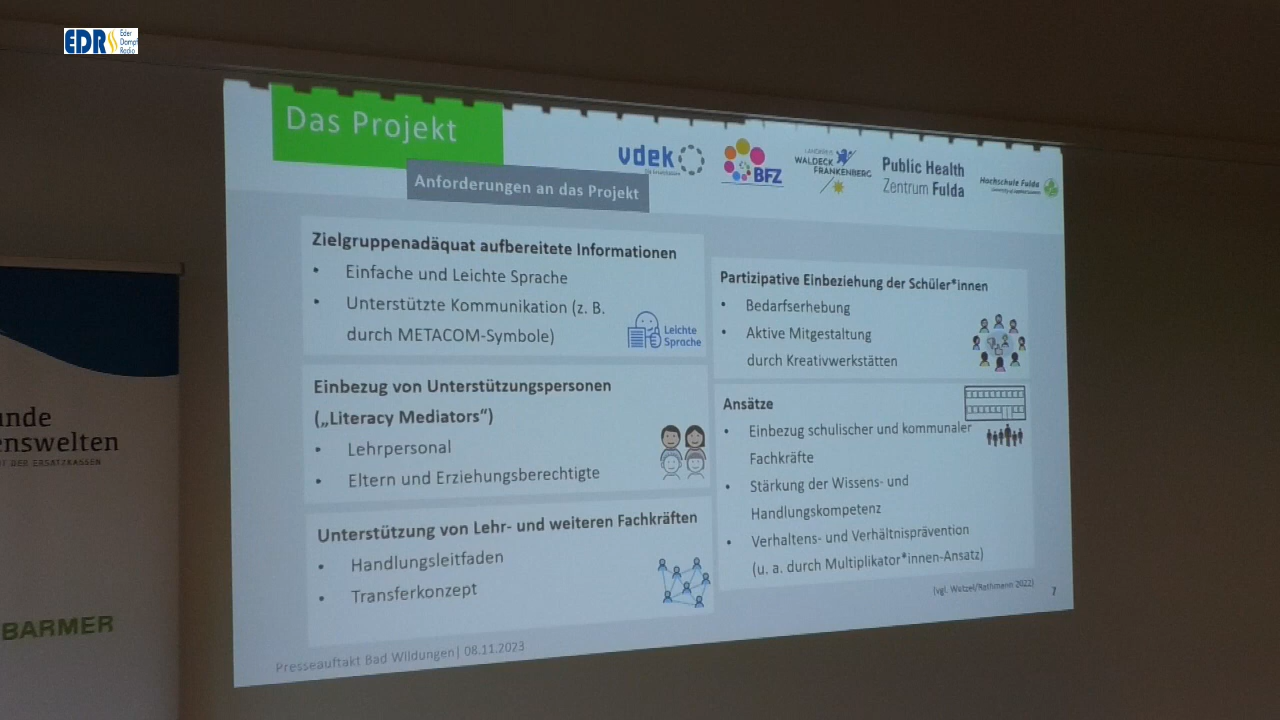 EDR Eder Dampf Radio
Das Projekt
Anforderungen an das Projekt
vdek
BFZ
LANDKREIS
WALDECK
FRANKENBERG
Public Health
Zentrum Fulda
Hochschule Fulda
Zielgruppenadäquat aufbereitete Informationen
• Einfache und Leichte Sprache
• Unterstützte Kommunikation (z. B.
durch METACOM-Symbole)
Leichte
Sprache
Einbezug von Unterstützungspersonen
(„Literacy Mediators“)
• Lehrpersonal
• Eltern und Erziehungsberechtigte
Unterstützung von Lehr- und weiteren Fachkräften
• Handlungsleitfaden
• Transferkonzept
Partizipative Einbeziehung der Schüler*innen
• Bedarfserhebung
• Aktive Mitgestaltung
durch Kreativwerkstätten
Ansätze
• Einbezug schulischer und kommunaler
Fachkräfte
• Stärkung der Wissens- und
Handlungskompetenz
• Verhaltens- und Verhältnisprävention
(u. a. durch Multiplikator*innen-Ansatz)
(vgl. Wetzel/Rathmann 2022)
7
Presseauftakt Bad Wildungen| 08.11.2023
unde
enswelten
DER ERSATZKASSEN
BARMER